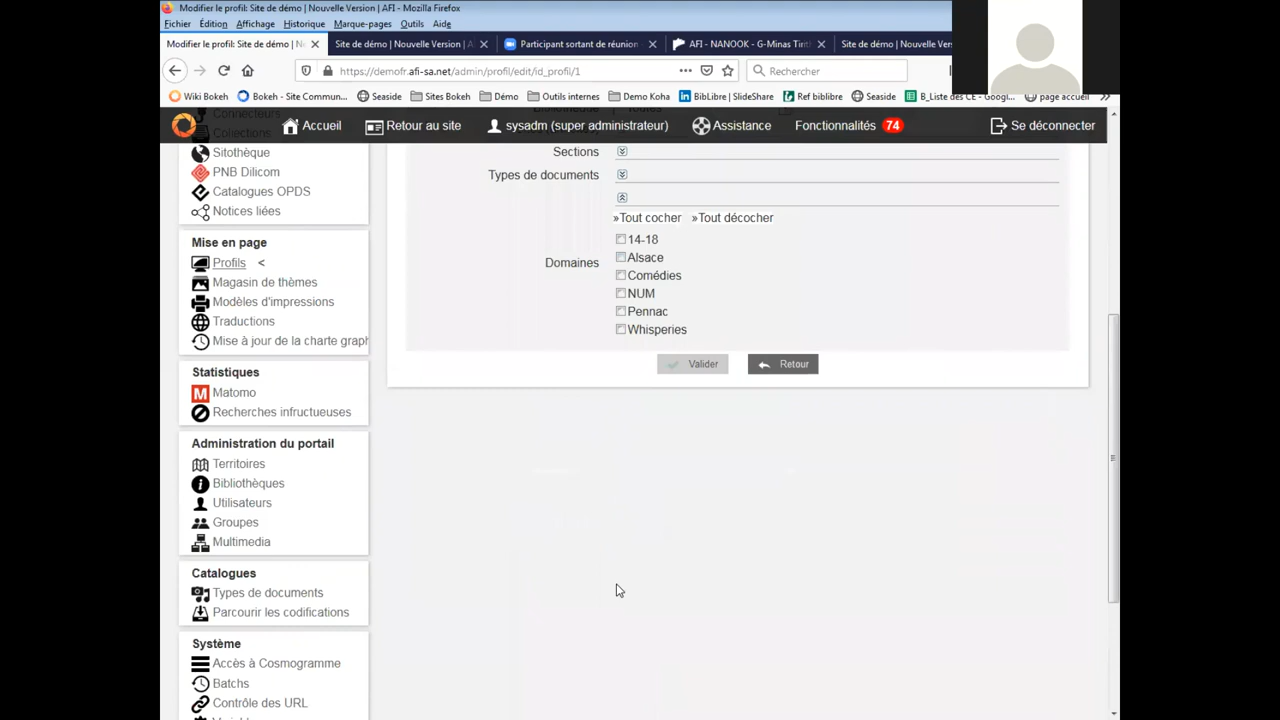 Modifier le profil: Site de démo | Nouvelle Version | AFI - Mozilla Firefox
Fichier Édition Affichage Historique Marque-pages Outils Aide
Modifier le profil: Site de démo | N Site de démo | Nouvelle Version | A Participant sortant de réunion AFI - NANOOK - G-Minas Tirit Site de démo | Nouvelle Vers
https://demofr.afi-sa.net/admin/profil/edit/id_profil/1 Rechercher
Wiki Bokeh Bokeh - Site Commun... Seaside Sites Bokeh Démo Outils internes Demo Koha BibLibre | SlideShare Ref biblibre Seaside B_Liste des CE - Googl... page accueil
Connecteurs
Collections
Accueil Retour au site sysadm (super administrateur) Assistance Fonctionnalités 74 Se déconnecter
Sitothèque
PNB Dilicom
Catalogues OPDS
Notices liées
Mise en page
Profils <
Magasin de thèmes
Modèles d'impressions
Traductions
Mise à jour de la charte graph
Statistiques
Matomo
Recherches infructueuses
Administration du portail
Territoires
Bibliothèques
Utilisateurs
Groupes
Multimedia
Catalogues
Types de documents
Parcourir les codifications
Système
Accès à Cosmogramme
Batchs
Contrôle des URL
Sections
Types de documents
»Tout cocher »Tout décocher
Domaines
14-18
Alsace
Comédies
NUM
Pennac
Whisperies
Valider Retour